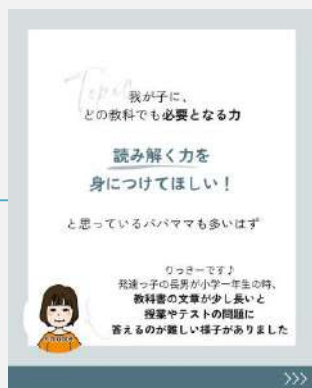 Topic
我が子に、
どの教科でも必要となる力
読み解く力を
身につけてほしい！
と思っているパパママも多いはず
りっきーです♪
発達っ子の長男が小学一年生の時、
教科書の文章が少し長いと
授業やテストの問題に
答えるのが難しい様子がありました
>>>